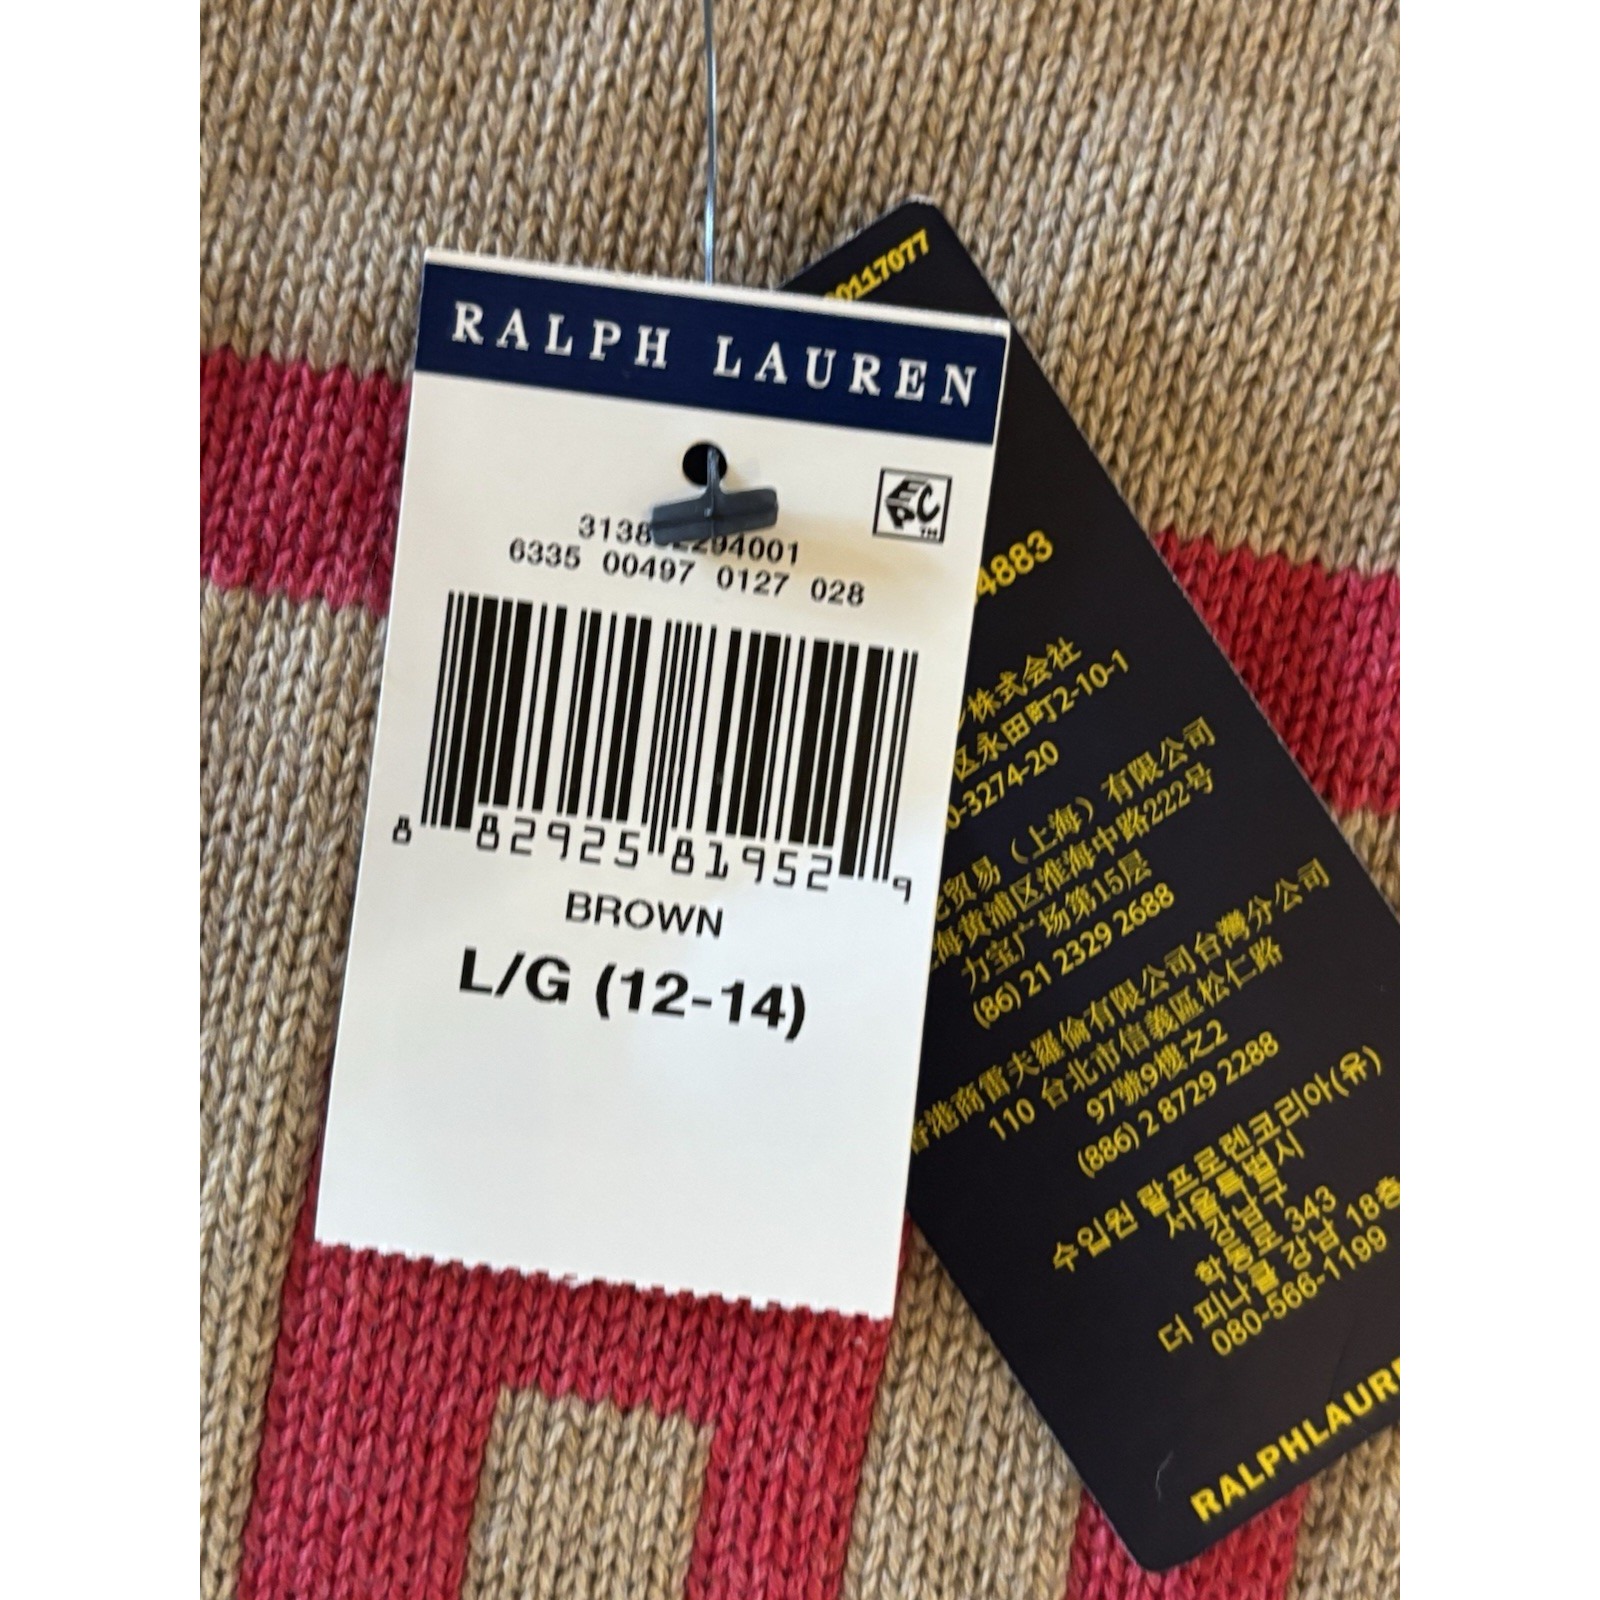 RALPH LAUREN
EPC
TM
6335 00497 0127 028
8 82925 81952 9
BROWN
L/G (12-14)
0117077
4883
株式会社
区永田町2-10-1
0-3274-20
贸易（上海）有限公司
海黄浦区淮海中路222号
力宝广场第15层
(86) 21 2329 2688
香港商雷夫羅倫有限公司台灣分公司
110 台北市信義區松仁路
97號9樓之2
(886) 2 8729 2288
수입원 랄프로렌코리아(유)
서울특별시
강남구
학동로 343
더 피나클 강남 18층
080-566-1199
RALPHLAURE